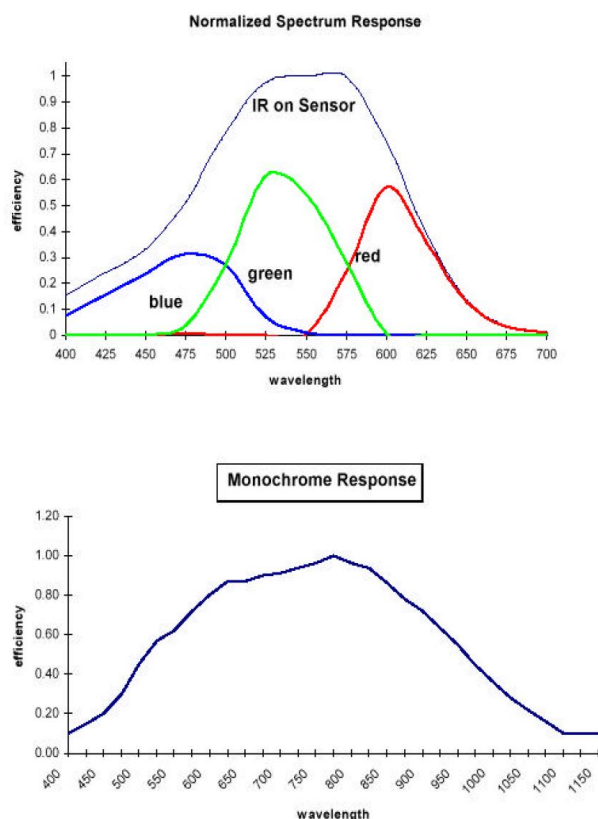 Normalized Spectrum Response
1
0.9
0.8
0.7
0.6
0.5
0.4
0.3
0.2
0.1
0
efficiency
IR on Sensor
blue
green
red
400 425 450 475 500 525 550 575 600 625 650 675 700
wavelength
Monochrome Response
1.20
1.00
0.80
0.60
0.40
0.20
0.00
efficiency
400 450 500 550 600 650 700 750 800 850 900 950 1000 1050 1100 1150
wavelength